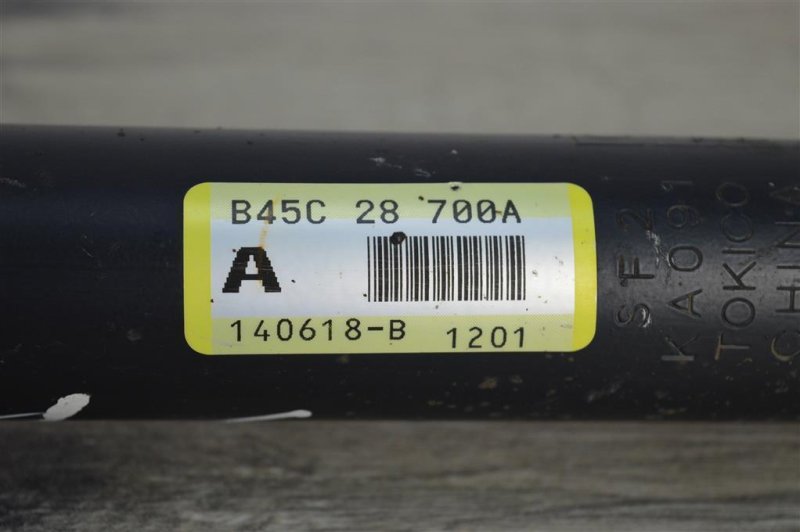 B45C 28 700A
A
140618-B 1201
SF2
KA091
TOKICO
CHINA